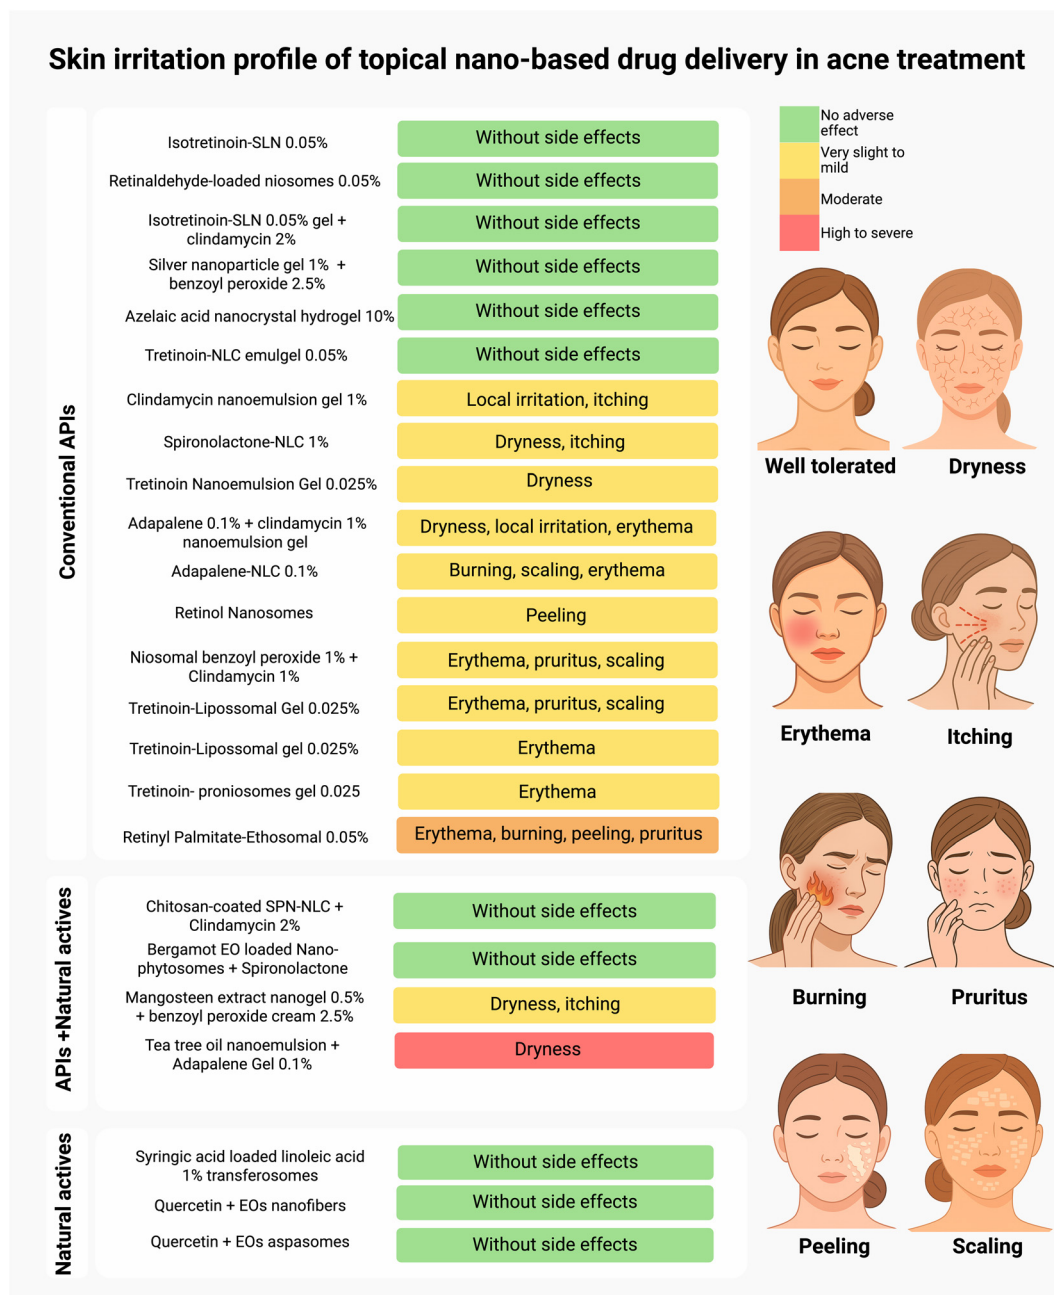 Skin irritation profile of topical nano-based drug delivery in acne treatment
No adverse
effect
Very slight to
mild
Moderate
High to severe
Conventional APIs
Isotretinoin-SLN 0.05%
Without side effects
Retinaldehyde-loaded niosomes 0.05%
Without side effects
Isotretinoin-SLN 0.05% gel +
clindamycin 2%
Without side effects
Silver nanoparticle gel 1% +
benzoyl peroxide 2.5%
Without side effects
Azelaic acid nanocrystal hydrogel 10%
Without side effects
Tretinoin-NLC emulgel 0.05%
Without side effects
Clindamycin nanoemulsion gel 1%
Local irritation, itching
Spironolactone-NLC 1%
Dryness, itching
Tretinoin Nanoemulsion Gel 0.025%
Dryness
Adapalene 0.1% + clindamycin 1%
nanoemulsion gel
Dryness, local irritation, erythema
Adapalene-NLC 0.1%
Burning, scaling, erythema
Retinol Nanosomes
Peeling
Niosomal benzoyl peroxide 1% +
Clindamycin 1%
Erythema, pruritus, scaling
Tretinoin-Lipossomal Gel 0.025%
Erythema, pruritus, scaling
Tretinoin-Lipossomal gel 0.025%
Erythema
Tretinoin- proniosomes gel 0.025
Erythema
Retinyl Palmitate-Ethosomal 0.05%
Erythema, burning, peeling, pruritus
APIs +Natural actives
Chitosan-coated SPN-NLC +
Clindamycin 2%
Without side effects
Bergamot EO loaded Nano-
phytosomes + Spironolactone
Without side effects
Mangosteen extract nanogel 0.5%
+ benzoyl peroxide cream 2.5%
Dryness, itching
Tea tree oil nanoemulsion +
Adapalene Gel 0.1%
Dryness
Natural actives
Syringic acid loaded linoleic acid
1% transferosomes
Without side effects
Quercetin + EOs nanofibers
Without side effects
Quercetin + EOs aspasomes
Without side effects
Well tolerated
Dryness
Erythema
Itching
Burning
Pruritus
Peeling
Scaling